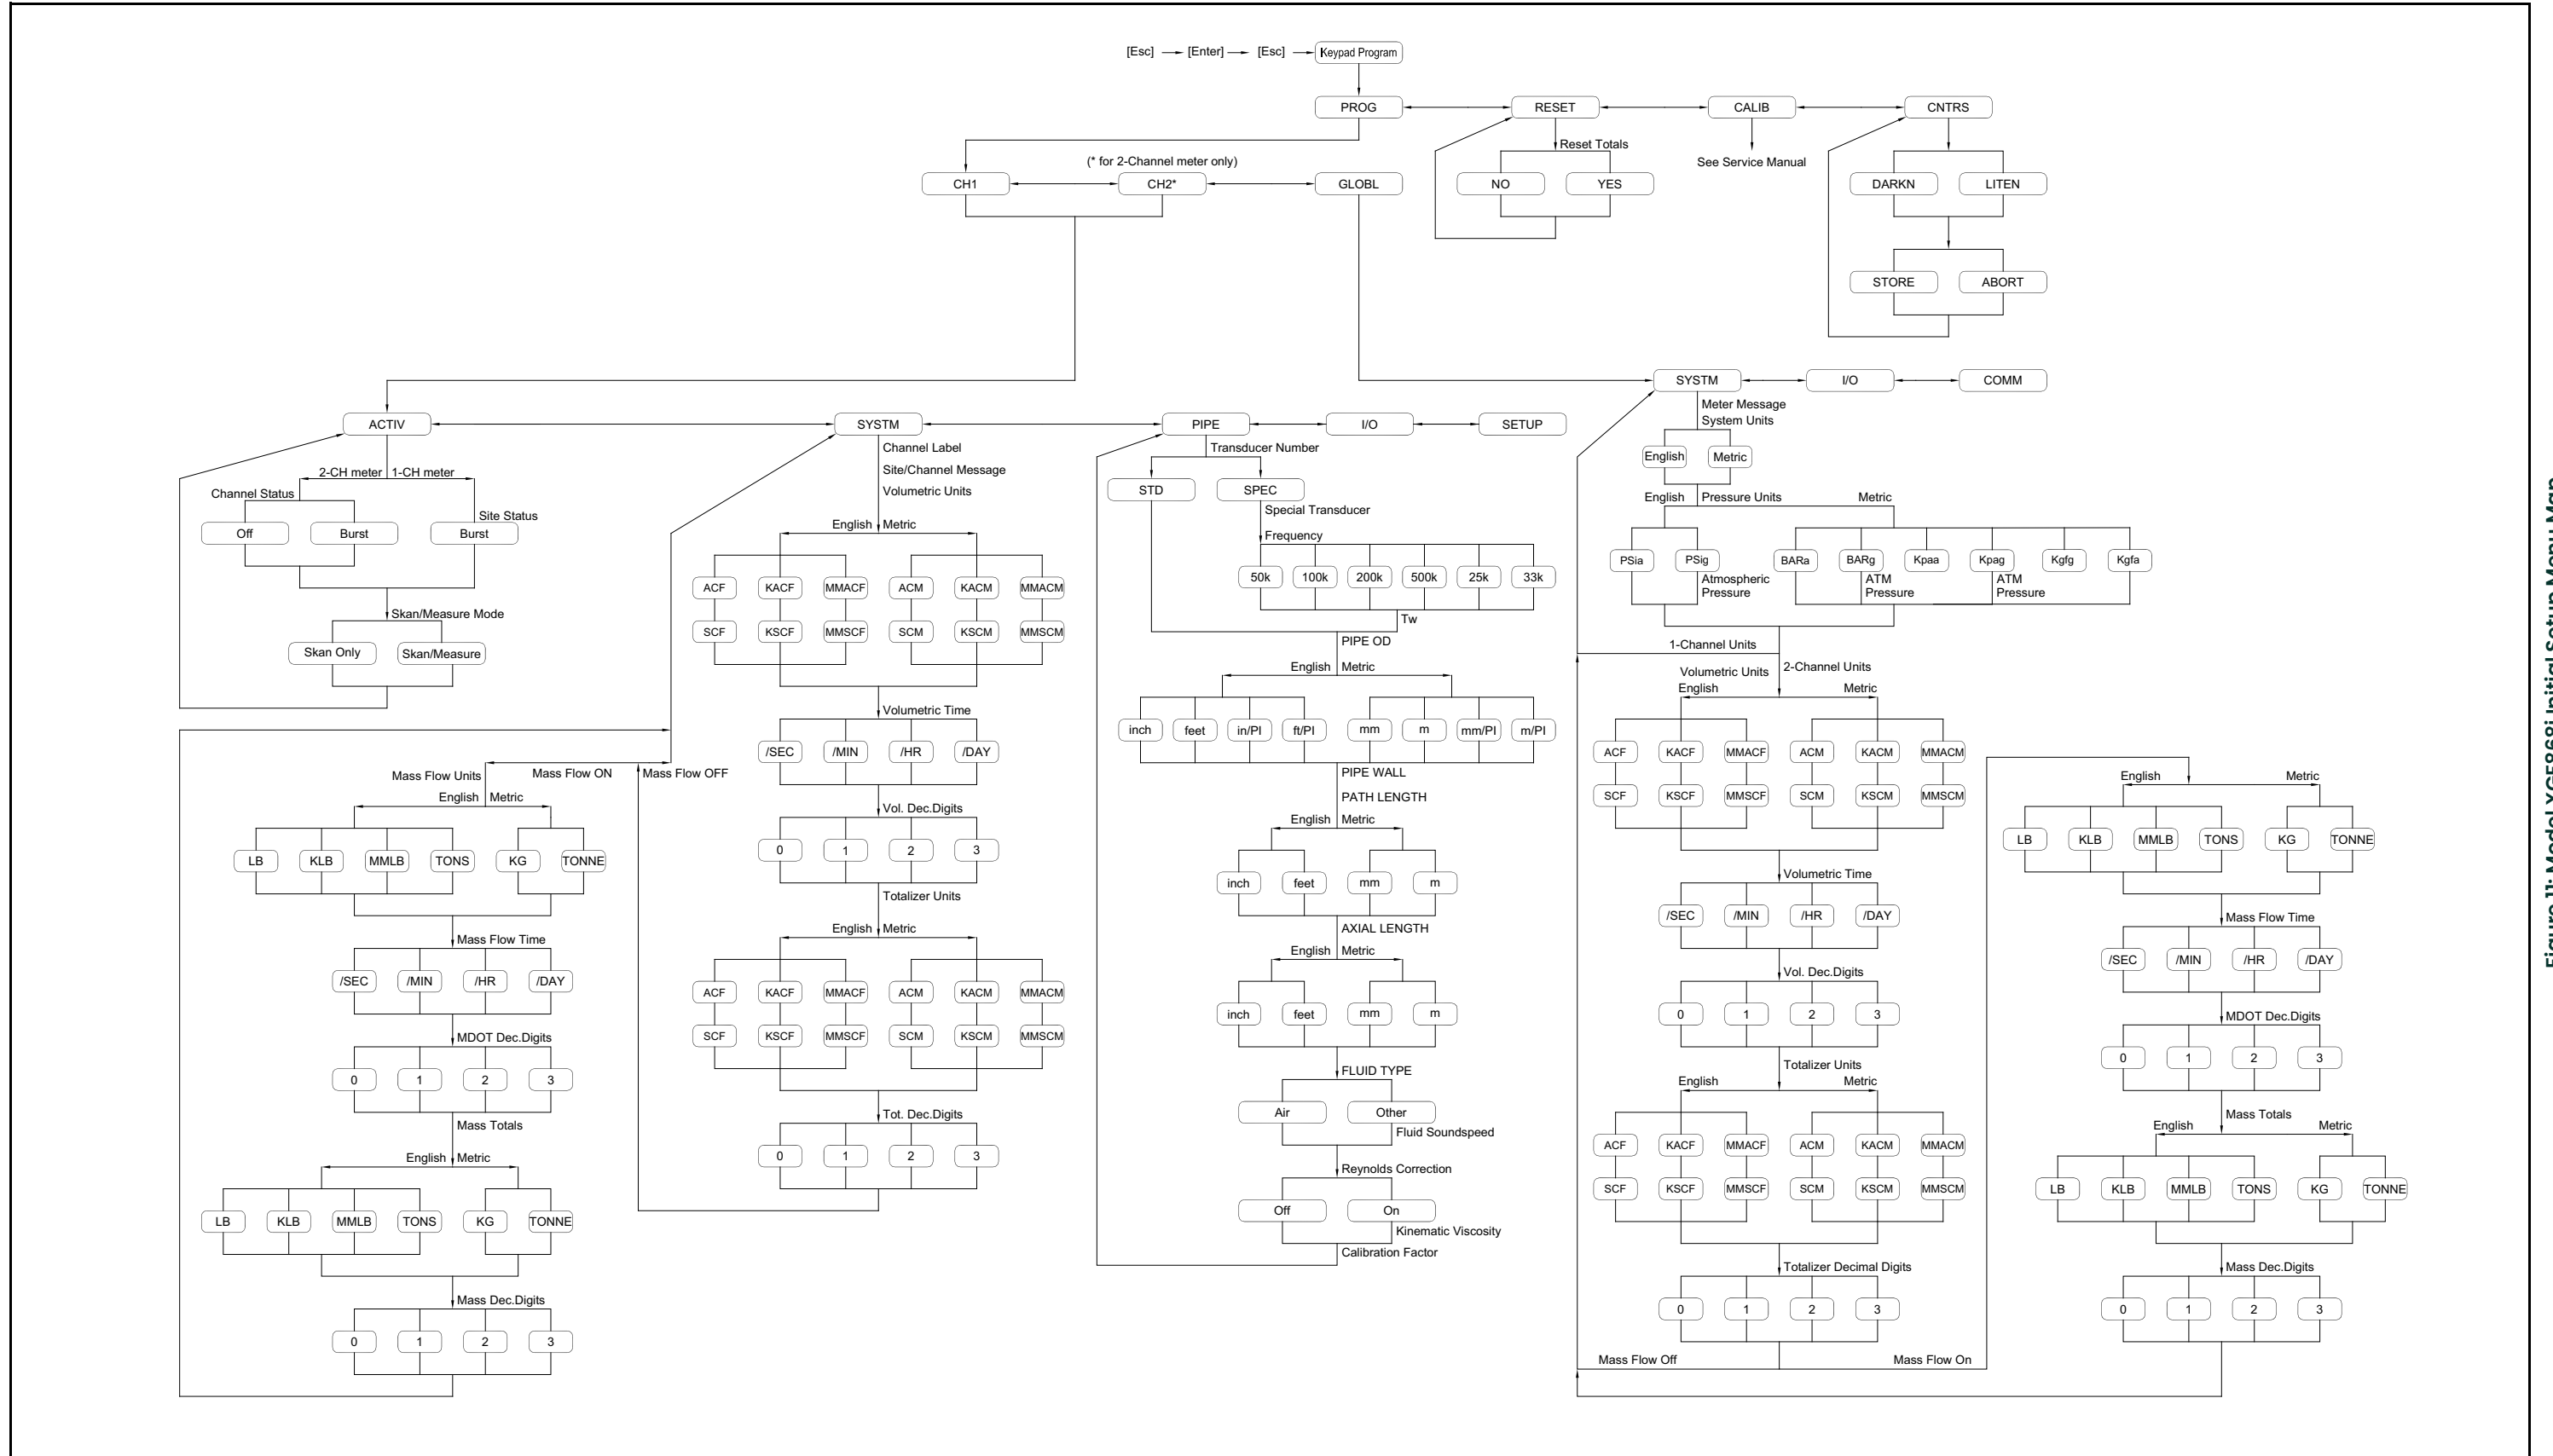 [Esc] [Enter] [Esc] Keypad Program
PROG RESET CALIB CNTRS
Reset Totals
See Service Manual
(* for 2-Channel meter only)
CH1 CH2* GLOBL
NO YES
DARKN LITEN
STORE ABORT
SYSTM I/O COMM
ACTIV SYSTM PIPE I/O SETUP
2-CH meter 1-CH meter
Channel Status
Site Status
Off Burst Burst
Skan/Measure Mode
Skan Only Skan/Measure
Channel Label
Site/Channel Message
Volumetric Units
English Metric
ACF KACF MMACF ACM KACM MMACM
SCF KSCF MMSCF SCM KSCM MMSCM
Volumetric Time
/SEC /MIN /HR /DAY
Vol. Dec.Digits
0 1 2 3
Totalizer Units
English Metric
ACF KACF MMACF ACM KACM MMACM
SCF KSCF MMSCF SCM KSCM MMSCM
Tot. Dec.Digits
0 1 2 3
Mass Flow Units
Mass Flow ON Mass Flow OFF
English Metric
LB KLB MMLB TONS KG TONNE
Mass Flow Time
/SEC /MIN /HR /DAY
MDOT Dec.Digits
0 1 2 3
Mass Totals
English Metric
LB KLB MMLB TONS KG TONNE
Mass Dec.Digits
0 1 2 3
Transducer Number
STD SPEC
Special Transducer
Frequency
50k 100k 200k 500k 25k 33k
Tw
PIPE OD
English Metric
inch feet in/PI ft/PI mm m mm/PI m/PI
PIPE WALL
PATH LENGTH
English Metric
inch feet mm m
AXIAL LENGTH
English Metric
inch feet mm m
FLUID TYPE
Air Other
Fluid Soundspeed
Reynolds Correction
Off On
Kinematic Viscosity
Calibration Factor
Meter Message
System Units
English Metric
English Pressure Units Metric
PSia PSig BARa BARg Kpaa Kpag Kgfg Kgfa
Atmospheric Pressure
ATM Pressure
ATM Pressure
1-Channel Units
2-Channel Units
Volumetric Units
English Metric
ACF KACF MMACF ACM KACM MMACM
SCF KSCF MMSCF SCM KSCM MMSCM
Volumetric Time
/SEC /MIN /HR /DAY
Vol. Dec.Digits
0 1 2 3
Totalizer Units
English Metric
ACF KACF MMACF ACM KACM MMACM
SCF KSCF MMSCF SCM KSCM MMSCM
Totalizer Decimal Digits
0 1 2 3
Mass Flow Off Mass Flow On
English Metric
LB KLB MMLB TONS KG TONNE
Mass Flow Time
/SEC /MIN /HR /DAY
MDOT Dec.Digits
0 1 2 3
Mass Totals
English Metric
LB KLB MMLB TONS KG TONNE
Mass Dec.Digits
0 1 2 3
Figure 11: Model XGF868i Initial Setup Menu Map